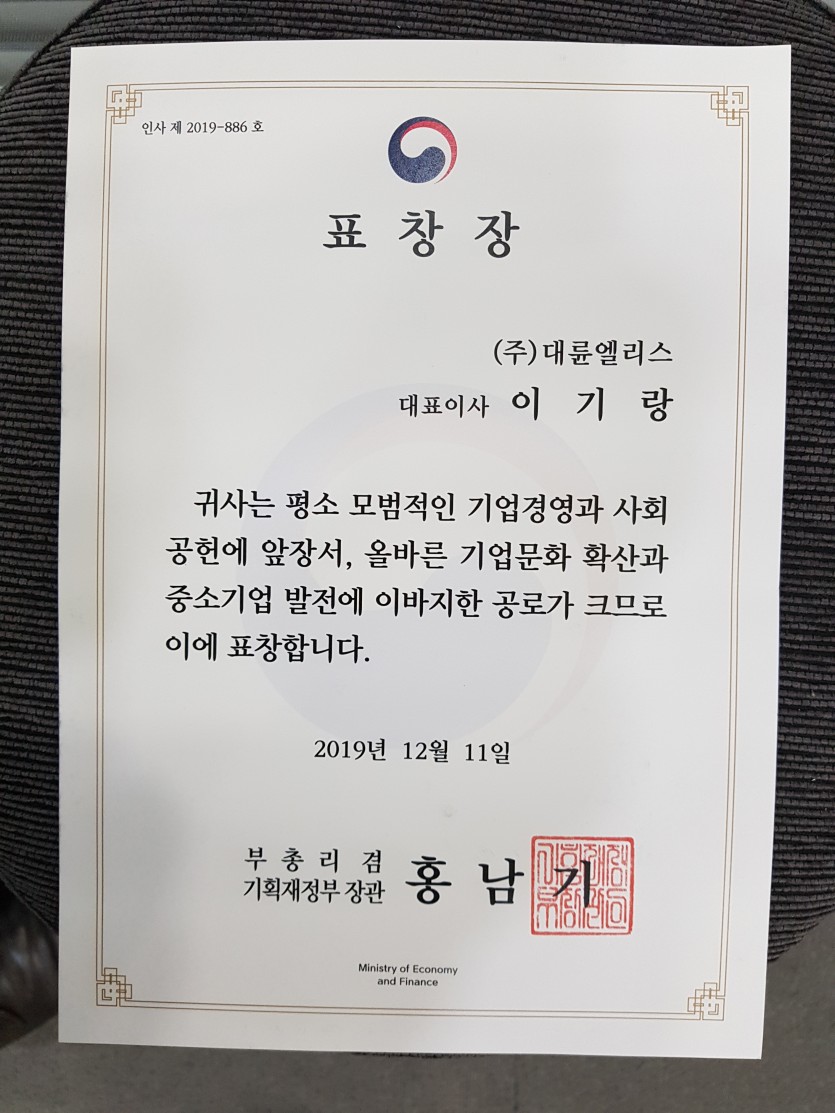 인사 제 2019-886 호
표 창 장
(주)대륜엘리스
대표이사 이 기 랑
귀사는 평소 모범적인 기업경영과 사회
공헌에 앞장서, 올바른 기업문화 확산과
중소기업 발전에 이바지한 공로가 크므로
이에 표창합니다.
2019년 12월 11일
부 총 리 겸
기획재정부 장관 홍 남 기
Ministry of Economy
and Finance